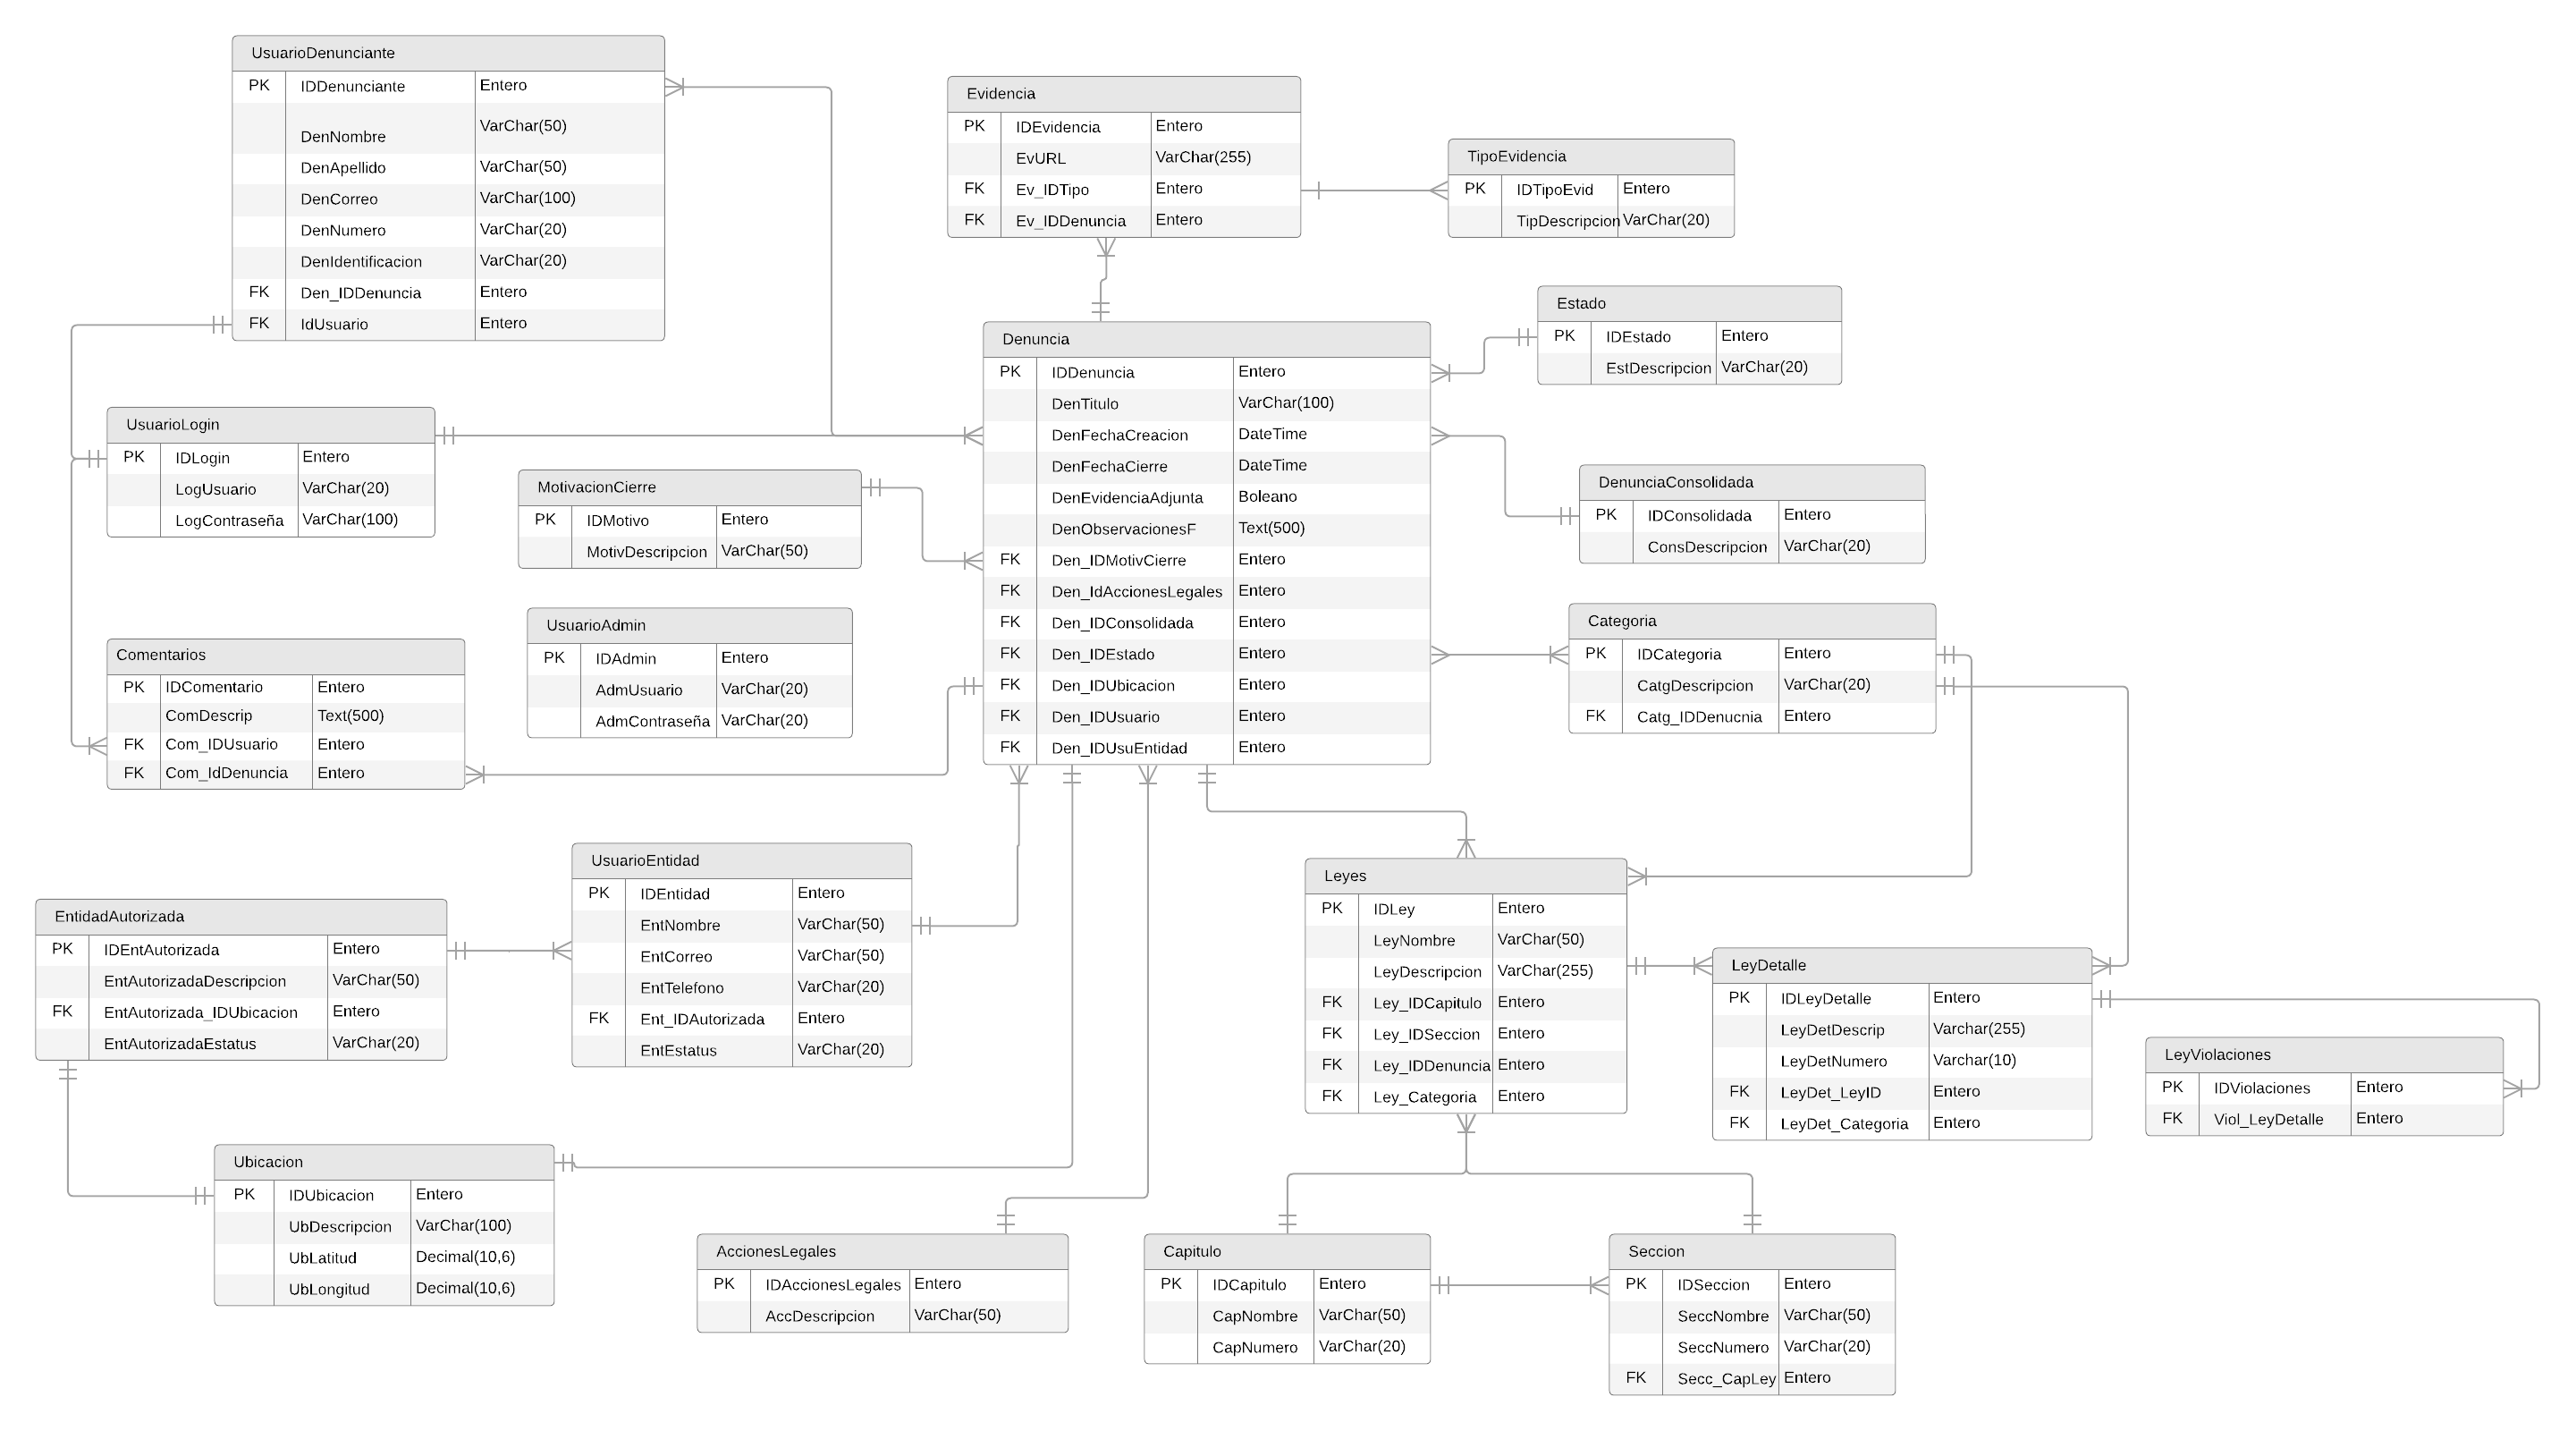 UsuarioDenunciante
PK IDDenunciante Entero
DenNombre VarChar(50)
DenApellido VarChar(50)
DenCorreo VarChar(100)
DenNumero VarChar(20)
DenIdentificacion VarChar(20)
FK Den_IDDenuncia Entero
FK IdUsuario Entero
Evidencia
PK IDEvidencia Entero
EvURL VarChar(255)
FK Ev_IDTipo Entero
FK Ev_IDDenuncia Entero
TipoEvidencia
PK IDTipoEvid Entero
TipDescripcion VarChar(20)
Estado
PK IDEstado Entero
EstDescripcion VarChar(20)
Denuncia
PK IDDenuncia Entero
DenTitulo VarChar(100)
DenFechaCreacion DateTime
DenFechaCierre DateTime
DenEvidenciaAdjunta Boleano
DenObservacionesF Text(500)
FK Den_IDMotivCierre Entero
FK Den_IdAccionesLegales Entero
FK Den_IDConsolidada Entero
FK Den_IDEstado Entero
FK Den_IDUbicacion Entero
FK Den_IDUsuario Entero
FK Den_IDUsuEntidad Entero
UsuarioLogin
PK IDLogin Entero
LogUsuario VarChar(20)
LogContraseña VarChar(100)
MotivacionCierre
PK IDMotivo Entero
MotivDescripcion VarChar(50)
DenunciaConsolidada
PK IDConsolidada Entero
ConsDescripcion VarChar(20)
UsuarioAdmin
PK IDAdmin Entero
AdmUsuario VarChar(20)
AdmContraseña VarChar(20)
Categoria
PK IDCategoria Entero
CatgDescripcion VarChar(20)
FK Catg_IDDenucnia Entero
Comentarios
PK IDComentario Entero
ComDescrip Text(500)
FK Com_IDUsuario Entero
FK Com_IdDenuncia Entero
UsuarioEntidad
PK IDEntidad Entero
EntNombre VarChar(50)
EntCorreo VarChar(50)
EntTelefono VarChar(20)
FK Ent_IDAutorizada Entero
EntEstatus VarChar(20)
EntidadAutorizada
PK IDEntAutorizada Entero
EntAutorizadaDescripcion VarChar(50)
FK EntAutorizada_IDUbicacion Entero
EntAutorizadaEstatus VarChar(20)
Leyes
PK IDLey Entero
LeyNombre VarChar(50)
LeyDescripcion VarChar(255)
FK Ley_IDCapitulo Entero
FK Ley_IDSeccion Entero
FK Ley_IDDenuncia Entero
FK Ley_Categoria Entero
LeyDetalle
PK IDLeyDetalle Entero
LeyDetDescrip Varchar(255)
LeyDetNumero Varchar(10)
FK LeyDet_LeyID Entero
FK LeyDet_Categoria Entero
LeyViolaciones
PK IDViolaciones Entero
FK Viol_LeyDetalle Entero
Ubicacion
PK IDUbicacion Entero
UbDescripcion VarChar(100)
UbLatitud Decimal(10,6)
UbLongitud Decimal(10,6)
AccionesLegales
PK IDAccionesLegales Entero
AccDescripcion VarChar(50)
Capitulo
PK IDCapitulo Entero
CapNombre VarChar(50)
CapNumero VarChar(20)
Seccion
PK IDSeccion Entero
SeccNombre VarChar(50)
SeccNumero VarChar(20)
FK Secc_CapLey Entero